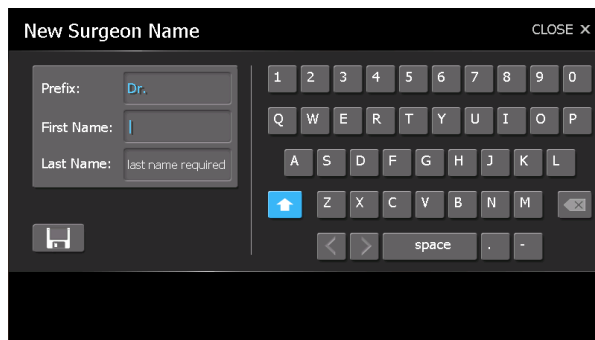 New Surgeon Name
CLOSE X
Prefix: Dr.
First Name:
Last Name: last name required
1 2 3 4 5 6 7 8 9 0
Q W E R T Y U I O P
A S D F G H J K L
Z X C V B N M
< > space . -